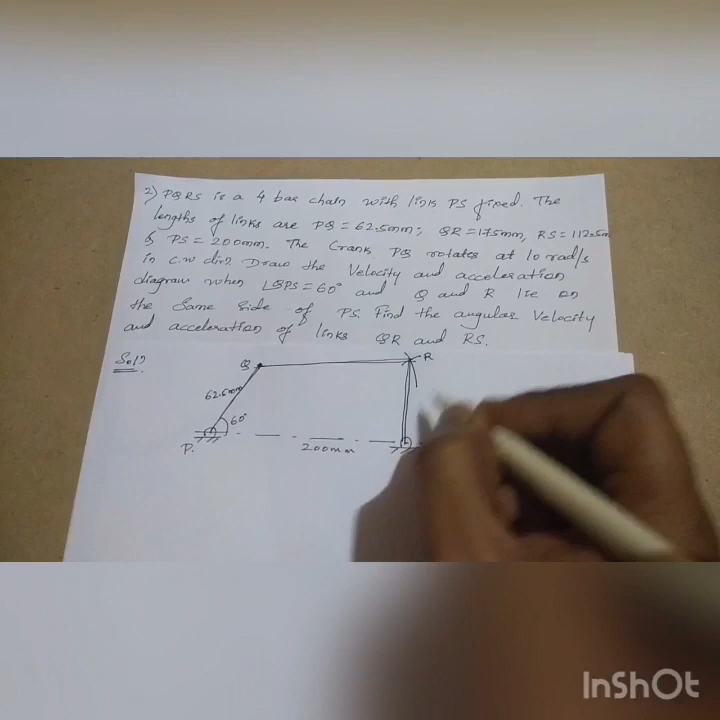 2) PQRS is a 4 bar chain with link PS fixed. The
lengths of links are PQ = 62.5mm; QR = 175mm, RS = 112.5m
& PS = 200mm. The Crank PQ rotates at 10 rad/s
in c.w dirn Draw the Velocity and acceleration
diagram when ∠QPS = 60° and Q and R lie on
the Same Side of PS. Find the angular Velocity
and acceleration of links QR and RS.
Soln
Q
R
62.5mm
60°
P.
200mm
InShOt